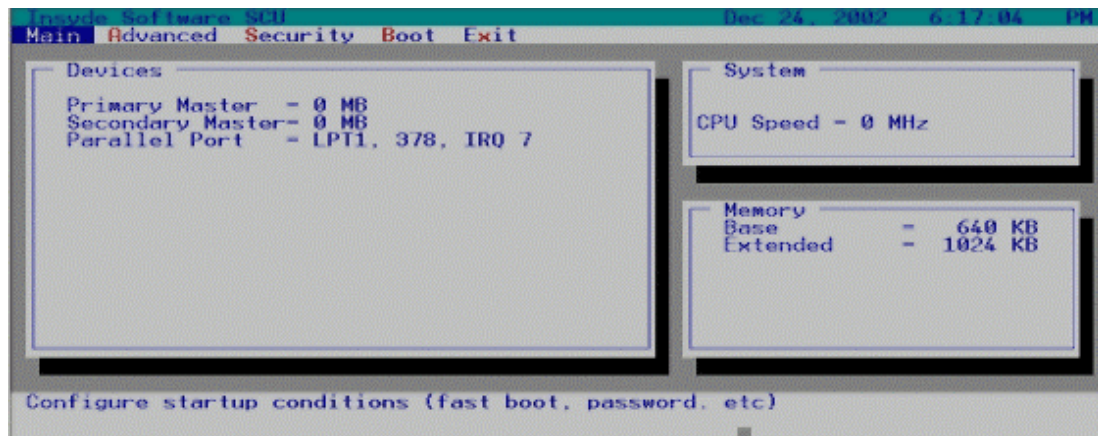 Insyde Software SCU Dec 24, 2002 6:17:04 PM
Main Advanced Security Boot Exit
Devices
Primary Master - 0 MB
Secondary Master- 0 MB
Parallel Port - LPT1, 378, IRQ 7
System
CPU Speed - 0 MHz
Memory
Base - 640 KB
Extended - 1024 KB
Configure startup conditions (fast boot, password, etc)